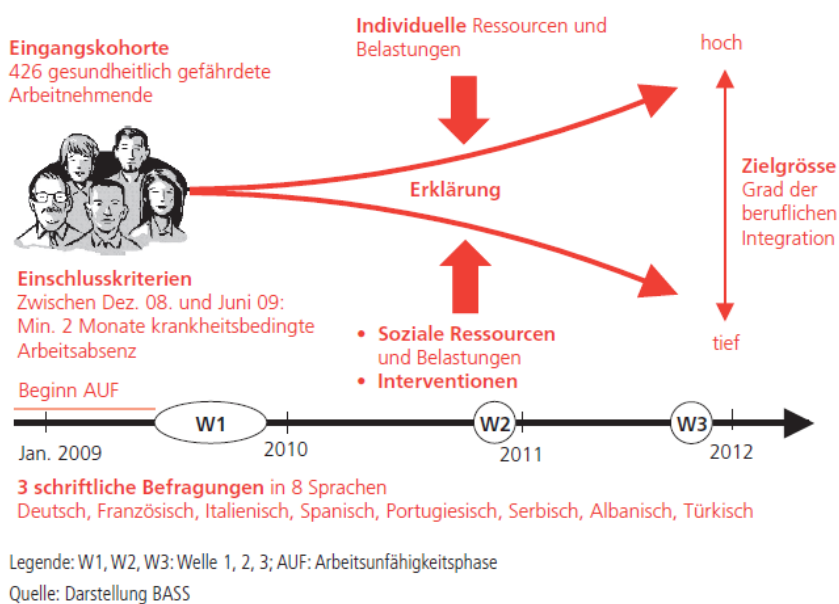 Eingangskohorte
426 gesundheitlich gefährdete
Arbeitnehmende
Individuelle Ressourcen und
Belastungen
hoch
Erklärung
Zielgrösse
Grad der
beruflichen
Integration
Einschlusskriterien
Zwischen Dez. 08. und Juni 09:
Min. 2 Monate krankheitsbedingte
Arbeitsabsenz
• Soziale Ressourcen
und Belastungen
• Interventionen
tief
Beginn AUF
W1
W2
W3
Jan. 2009
2010
2011
2012
3 schriftliche Befragungen in 8 Sprachen
Deutsch, Französisch, Italienisch, Spanisch, Portugiesisch, Serbisch, Albanisch, Türkisch
Legende: W1, W2, W3: Welle 1, 2, 3; AUF: Arbeitsunfähigkeitsphase
Quelle: Darstellung BASS